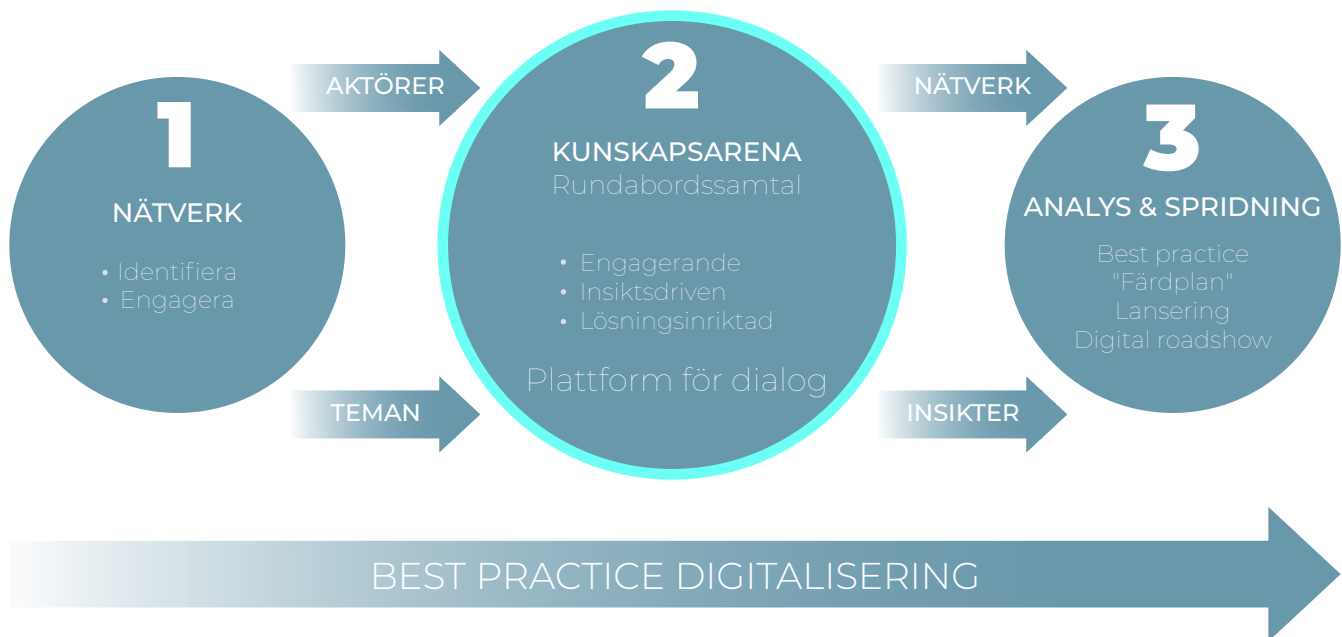 1
NÄTVERK
• Identifiera
• Engagera
AKTÖRER
TEMAN
2
KUNSKAPSARENA
Rundabordssamtal
• Engagerande
• Insiktsdriven
• Lösningsinriktad
Plattform för dialog
NÄTVERK
INSIKTER
3
ANALYS & SPRIDNING
Best practice
"Färdplan"
Lansering
Digital roadshow
BEST PRACTICE DIGITALISERING